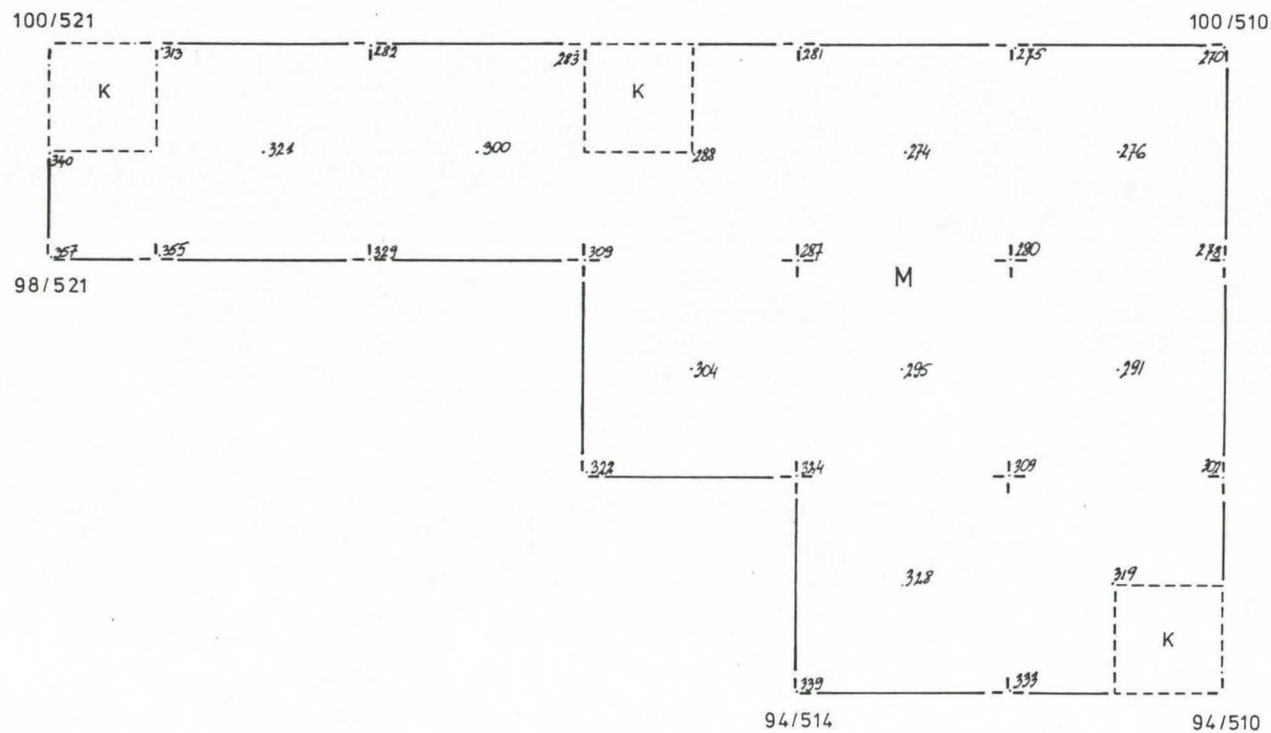 100/521 100/510
313 282 283 281 275 270
K K
340 .321 .300 288 .274 .276
357 355 329 309 287 280 278
98/521 M
.304 .295 .291
.322 334 309 302
.328 319
K
339 333
94/514 94/510